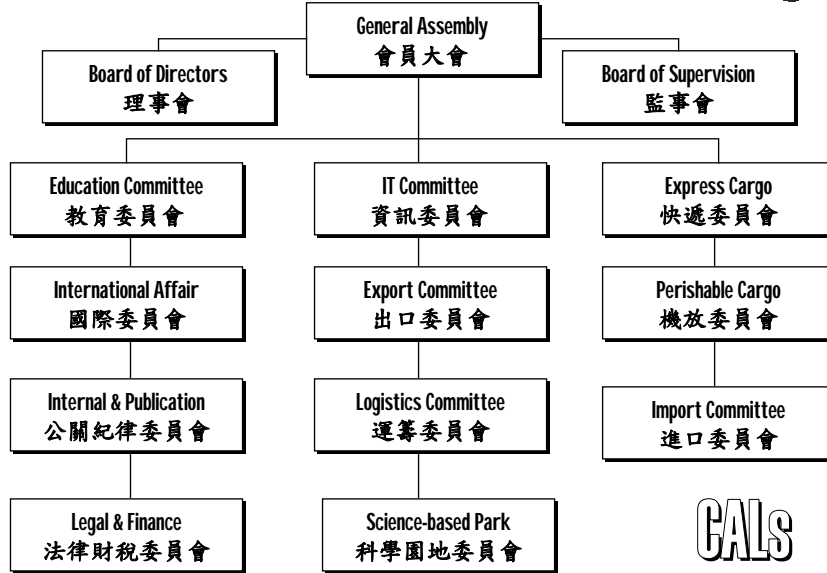 General Assembly
會員大會
Board of Directors
理事會
Board of Supervision
監事會
Education Committee
教育委員會
IT Committee
資訊委員會
Express Cargo
快遞委員會
International Affair
國際委員會
Export Committee
出口委員會
Perishable Cargo
機放委員會
Internal & Publication
公關紀律委員會
Logistics Committee
運籌委員會
Import Committee
進口委員會
Legal & Finance
法律財稅委員會
Science-based Park
科學園地委員會
CALs